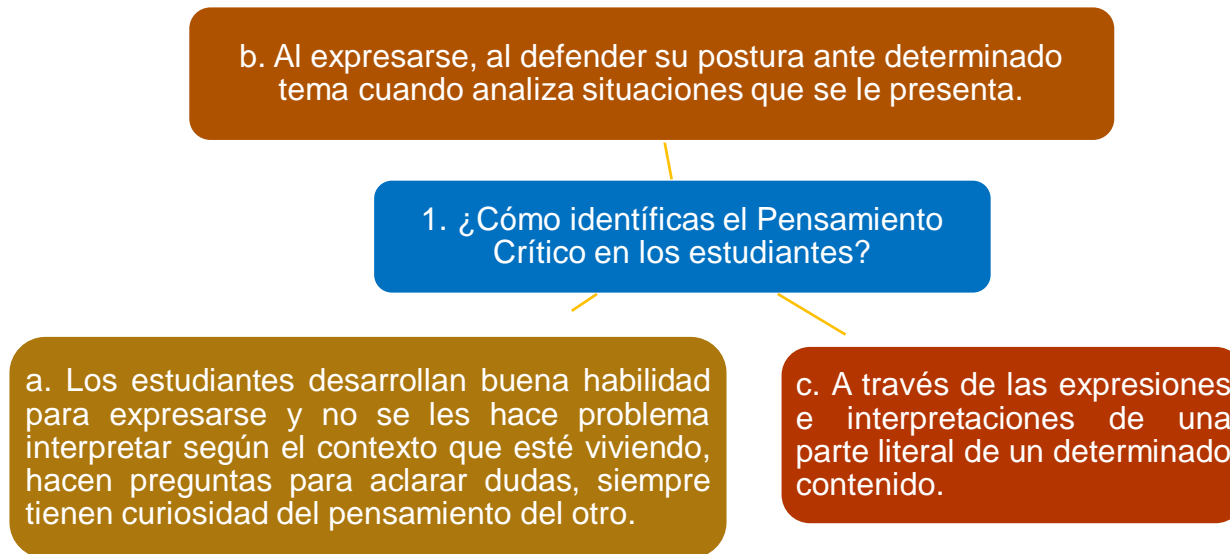 b. Al expresarse, al defender su postura ante determinado
tema cuando analiza situaciones que se le presenta.
1. ¿Cómo identíficas el Pensamiento
Crítico en los estudiantes?
a. Los estudiantes desarrollan buena habilidad
para expresarse y no se les hace problema
interpretar según el contexto que esté viviendo,
hacen preguntas para aclarar dudas, siempre
tienen curiosidad del pensamiento del otro.
c. A través de las expresiones
e interpretaciones de una
parte literal de un determinado
contenido.